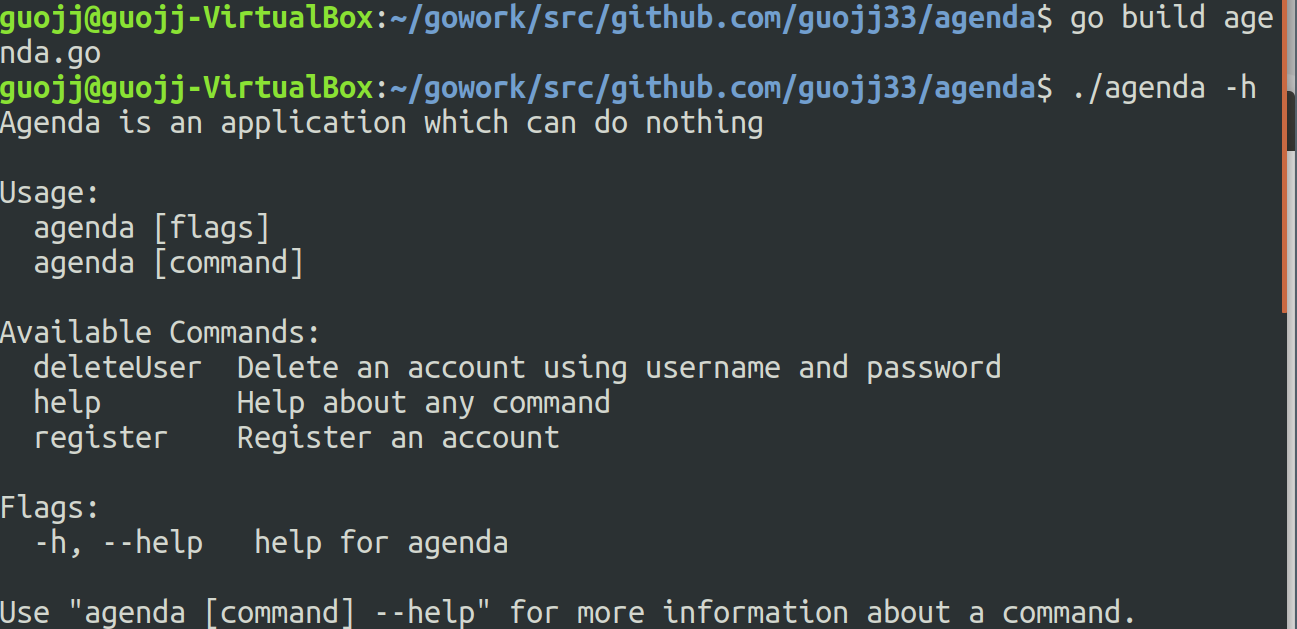 guojj@guojj-VirtualBox:~/gowork/src/github.com/guojj33/agenda$ go build age
nda.go
guojj@guojj-VirtualBox:~/gowork/src/github.com/guojj33/agenda$ ./agenda -h
Agenda is an application which can do nothing

Usage:
  agenda [flags]
  agenda [command]

Available Commands:
  deleteUser  Delete an account using username and password
  help        Help about any command
  register    Register an account

Flags:
  -h, --help   help for agenda

Use "agenda [command] --help" for more information about a command.